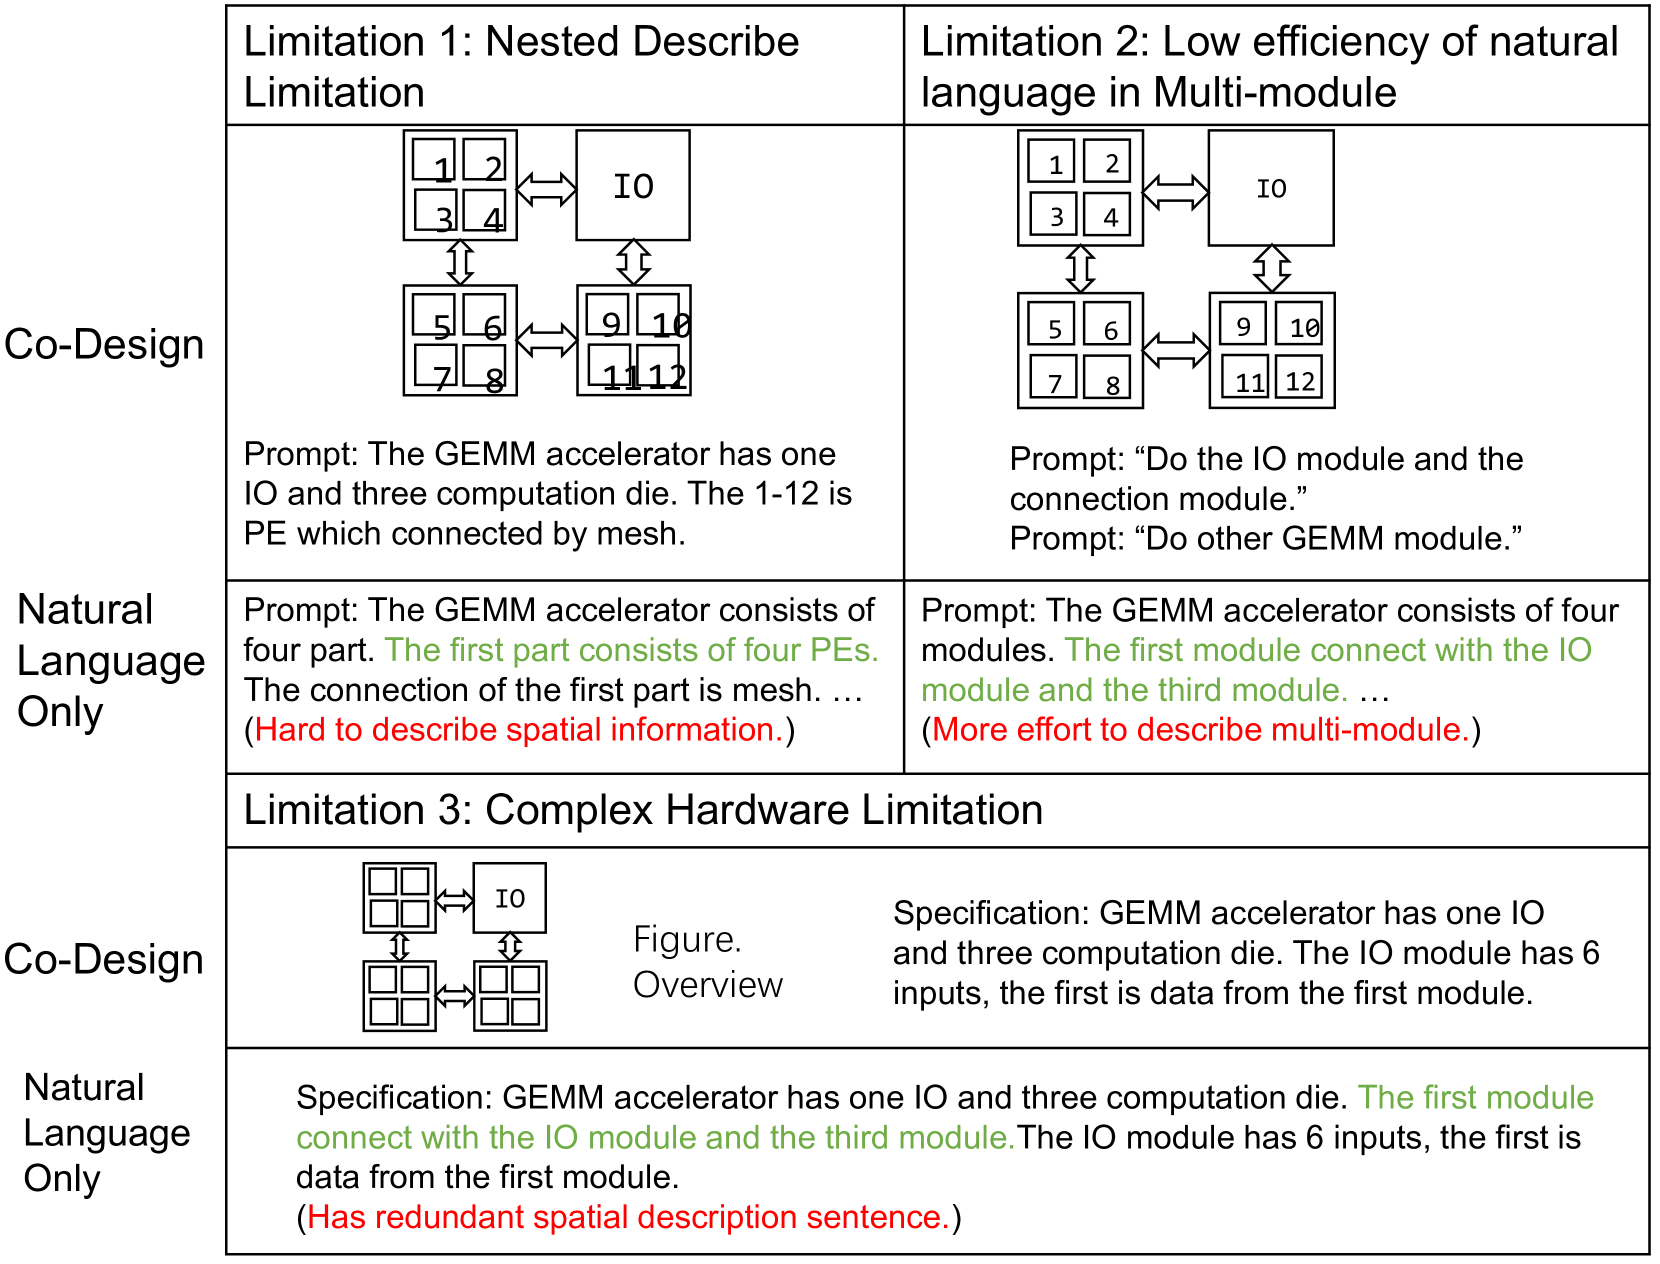 Limitation 1: Nested Describe
Limitation
Limitation 2: Low efficiency of natural
language in Multi-module
Co-Design
1 2
3 4
IO
5 6
7 8
9 10
11 12
Prompt: The GEMM accelerator has one
IO and three computation die. The 1-12 is
PE which connected by mesh.
1 2
3 4
IO
5 6
7 8
9 10
11 12
Prompt: “Do the IO module and the
connection module.”
Prompt: “Do other GEMM module.”
Natural
Language
Only
Prompt: The GEMM accelerator consists of
four part. The first part consists of four PEs.
The connection of the first part is mesh. …
(Hard to describe spatial information.)
Prompt: The GEMM accelerator consists of four
modules. The first module connect with the IO
module and the third module. …
(More effort to describe multi-module.)
Limitation 3: Complex Hardware Limitation
Co-Design
IO
Figure.
Overview
Specification: GEMM accelerator has one IO
and three computation die. The IO module has 6
inputs, the first is data from the first module.
Natural
Language
Only
Specification: GEMM accelerator has one IO and three computation die. The first module
connect with the IO module and the third module.The IO module has 6 inputs, the first is
data from the first module.
(Has redundant spatial description sentence.)